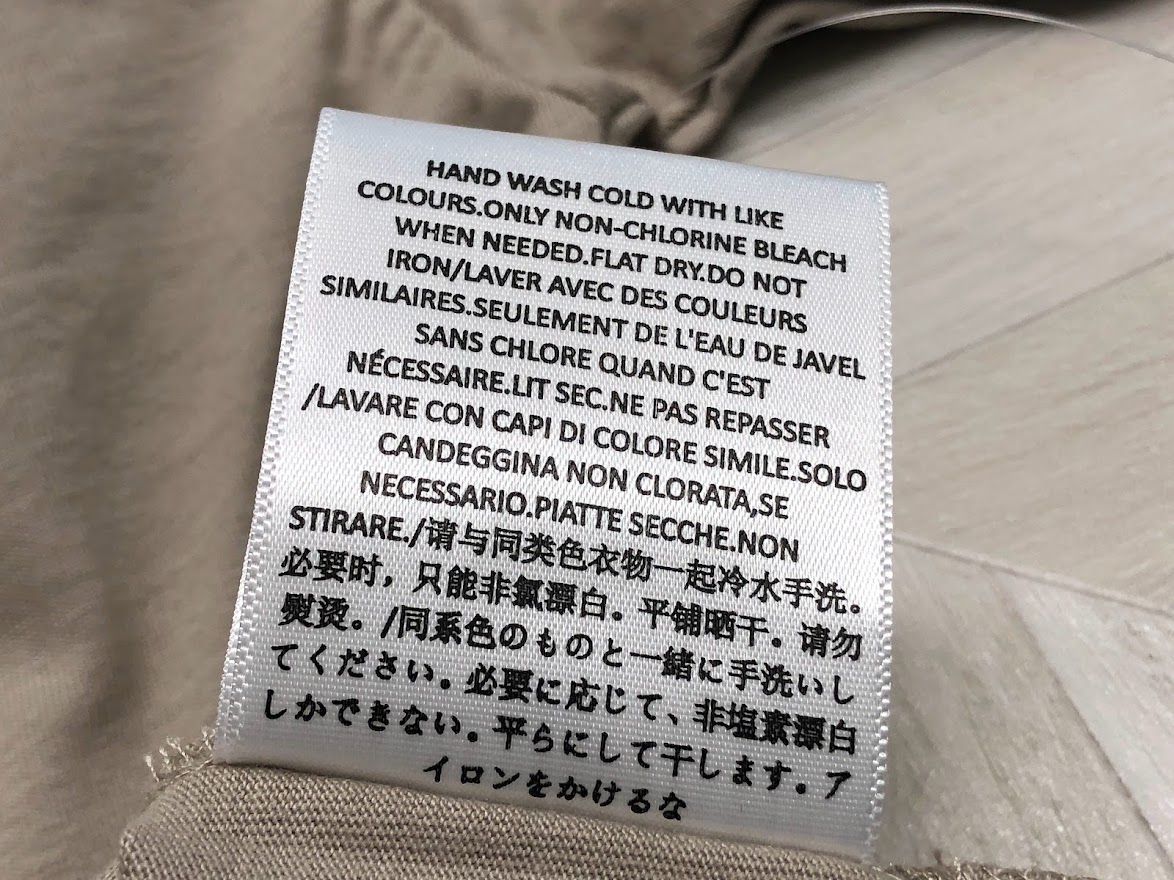 HAND WASH COLD WITH LIKE
COLOURS.ONLY NON-CHLORINE BLEACH
WHEN NEEDED.FLAT DRY.DO NOT
IRON/LAVER AVEC DES COULEURS
SIMILAIRES.SEULEMENT DE L'EAU DE JAVEL
SANS CHLORE QUAND C'EST
NÉCESSAIRE.LIT SEC.NE PAS REPASSER
/LAVARE CON CAPI DI COLORE SIMILE.SOLO
CANDEGGINA NON CLORATA,SE
NECESSARIO.PIATTE SECCHE.NON
STIRARE./请与同类色衣物一起冷水手洗。
必要时，只能非氯漂白。平铺晒干。请勿
熨烫。/同系色のものと一緒に手洗いし
てください。必要に応じて、非塩素漂白
しかできない。平らにして干します。ア
イロンをかけるな